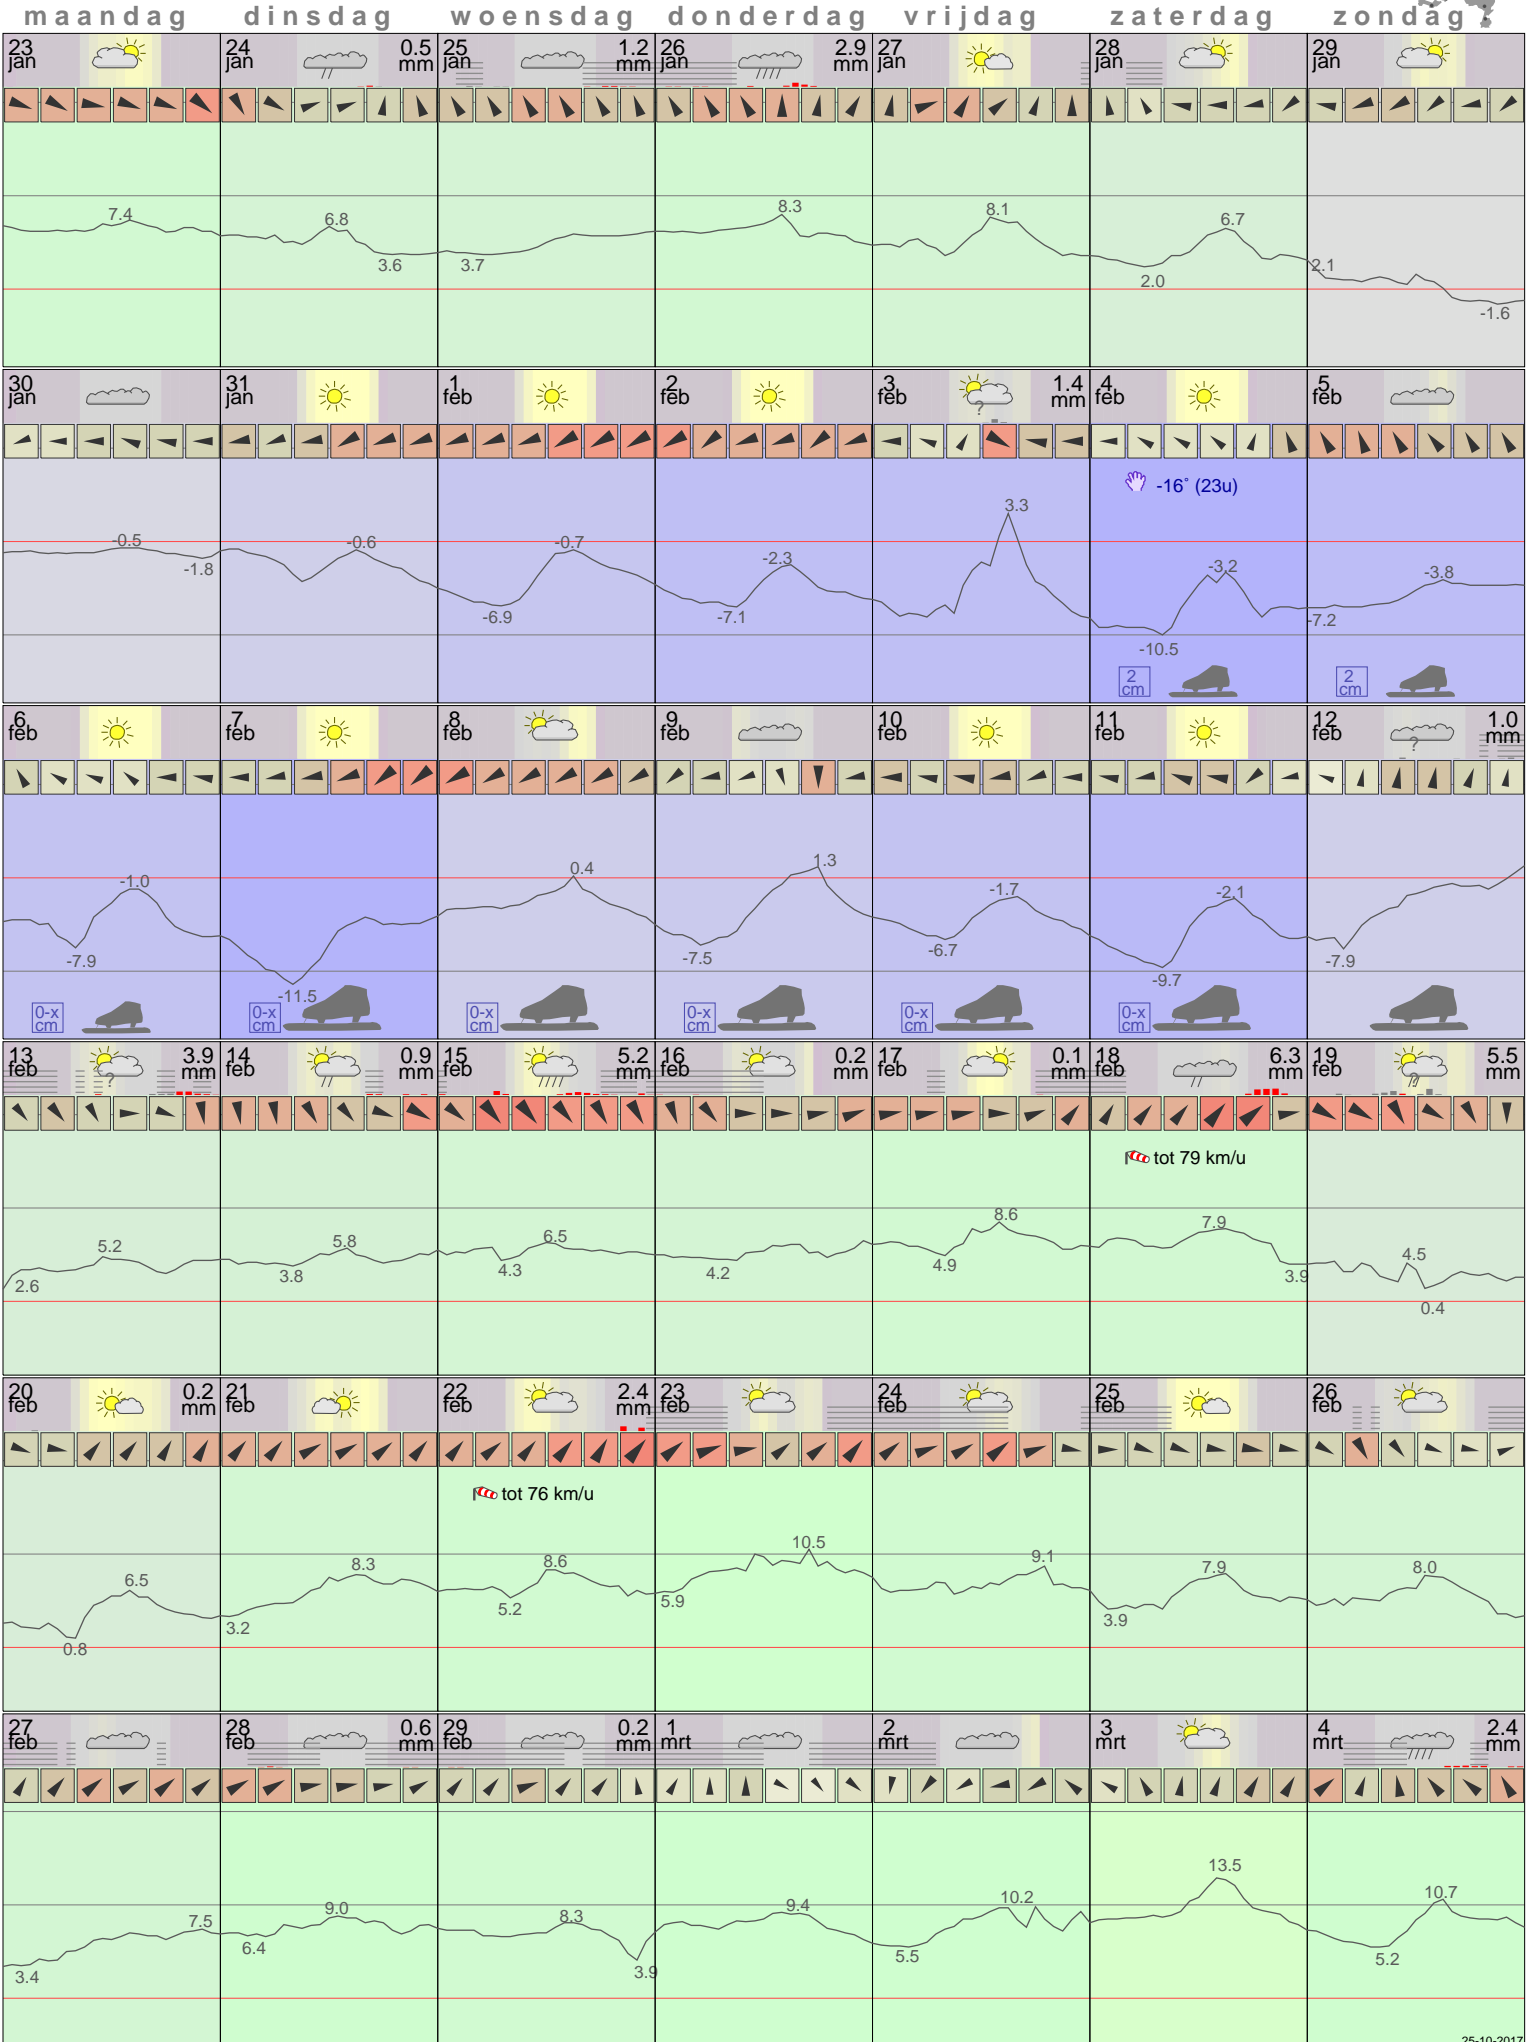 maandag dinsdag woensdag donderdag vrijdag zaterdag zondag
23 jan
24 jan 0.5 mm
25 jan 1.2 mm
26 jan 2.9 mm
27 jan
28 jan
29 jan
7.4 6.8 3.6 3.7 8.3 8.1 2.0 6.7 2.1 -1.6
30 jan
31 jan
1 feb
2 feb
3 feb ? 1.4 mm
4 feb
5 feb
-16° (23u)
-0.5 -1.8 -0.6 -6.9 -0.7 -7.1 -2.3 3.3 -10.5 -3.2 -7.2 -3.8
2 cm 2 cm
6 feb
7 feb
8 feb
9 feb
10 feb
11 feb
12 feb ? 1.0 mm
-7.9 -1.0 -11.5 0.4 -7.5 1.3 -6.7 -1.7 -9.7 -2.1 -7.9
0-x cm 0-x cm 0-x cm 0-x cm 0-x cm 0-x cm
13 feb ? 3.9 mm
14 feb 0.9 mm
15 feb 5.2 mm
16 feb 0.2 mm
17 feb 0.1 mm
18 feb 6.3 mm
19 feb ? 5.5 mm
tot 79 km/u
2.6 5.2 3.8 5.8 4.3 6.5 4.2 4.9 8.6 7.9 3.9 4.5 0.4
20 feb 0.2 mm
21 feb
22 feb 2.4 mm
23 feb
24 feb
25 feb
26 feb
tot 76 km/u
0.8 6.5 3.2 8.3 5.2 8.6 5.9 10.5 9.1 3.9 7.9 8.0
27 feb
28 feb 0.6 mm
29 feb 0.2 mm
1 mrt
2 mrt
3 mrt
4 mrt 2.4 mm
3.4 7.5 6.4 9.0 8.3 3.9 9.4 5.5 10.2 13.5 5.2 10.7
25-10-2017